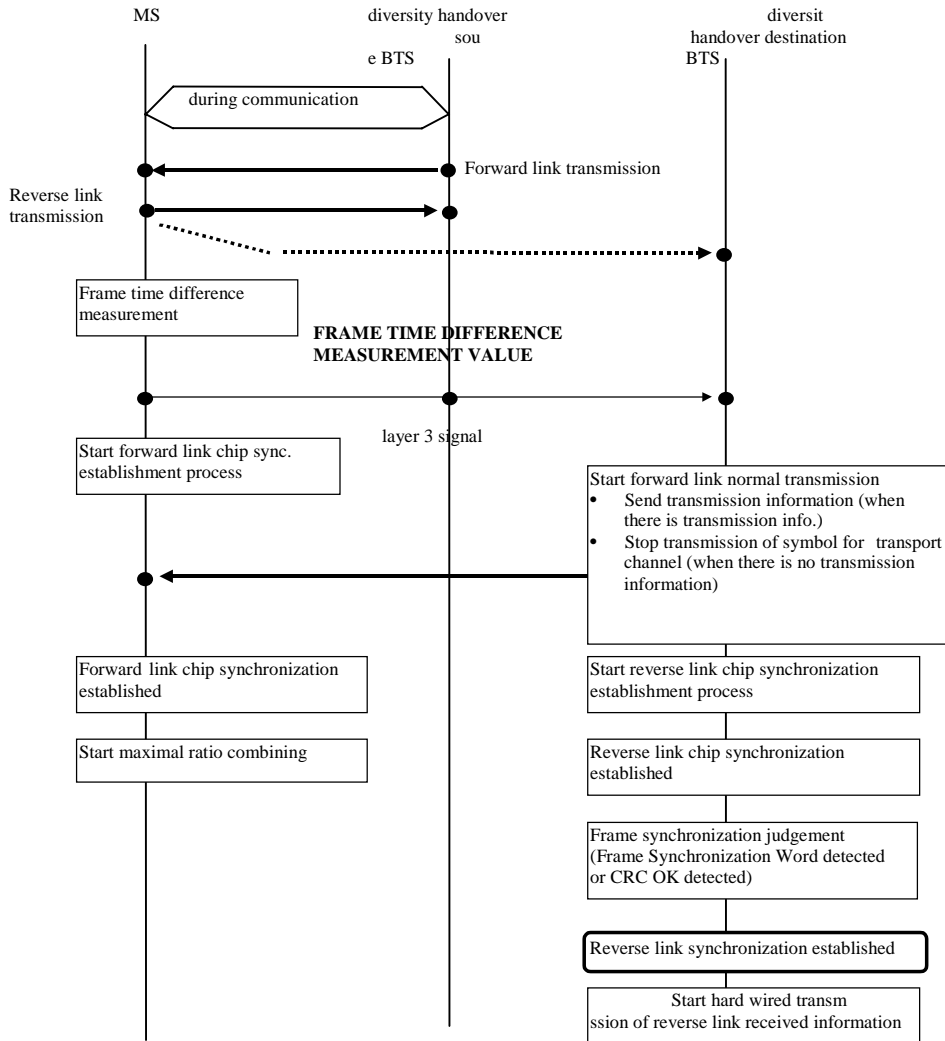 MS
diversity handover
sou
e BTS
diversit
handover destination
BTS
during communication
Forward link transmission
Reverse link
transmission
Frame time difference
measurement
FRAME TIME DIFFERENCE
MEASUREMENT VALUE
layer 3 signal
Start forward link chip sync.
establishment process
Start forward link normal transmission
• Send transmission information (when
there is transmission info.)
• Stop transmission of symbol for transport
channel (when there is no transmission
information)
Forward link chip synchronization
established
Start reverse link chip synchronization
establishment process
Start maximal ratio combining
Reverse link chip synchronization
established
Frame synchronization judgement
(Frame Synchronization Word detected
or CRC OK detected)
Reverse link synchronization established
Start hard wired transm
ssion of reverse link received information